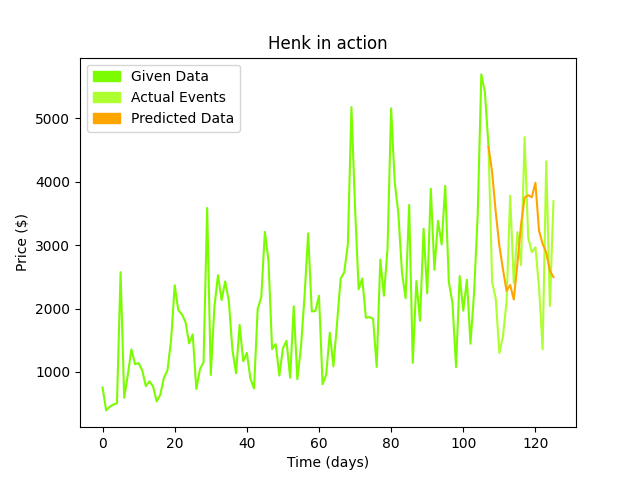 Henk in action
Given Data
Actual Events
Predicted Data
Price ($)
5000
4000
3000
2000
1000
0 20 40 60 80 100 120
Time (days)